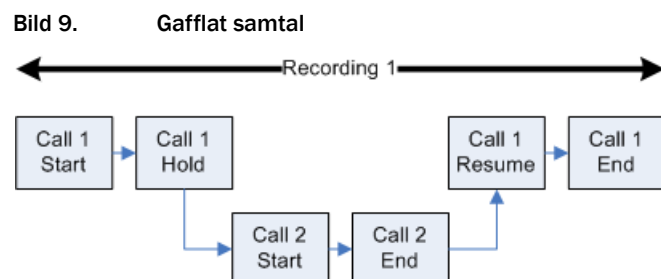 Bild 9. Gafflat samtal
Recording 1
Call 1
Start
Call 1
Hold
Call 2
Start
Call 2
End
Call 1
Resume
Call 1
End